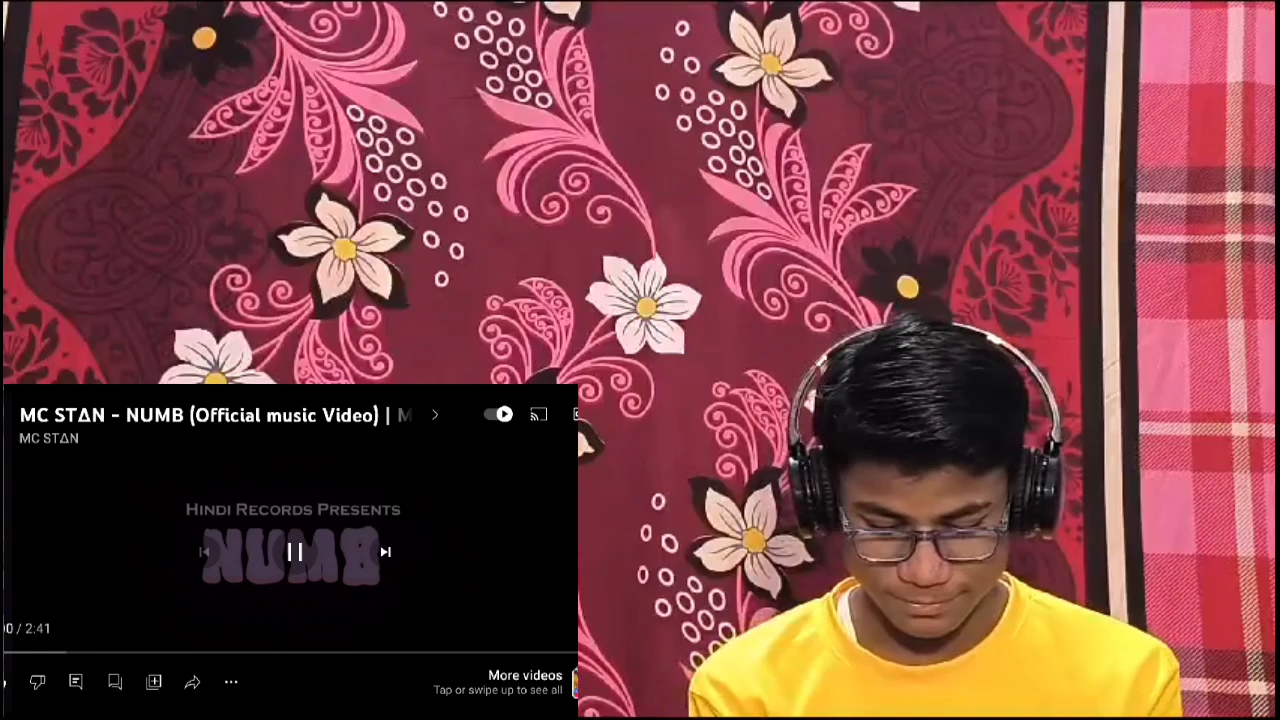 MC STΔN - NUMB (Official music Video) |
MC STΔN
HINDI RECORDS PRESENTS
NUMB
/ 2:41
More videos
Tap or swipe up to see all